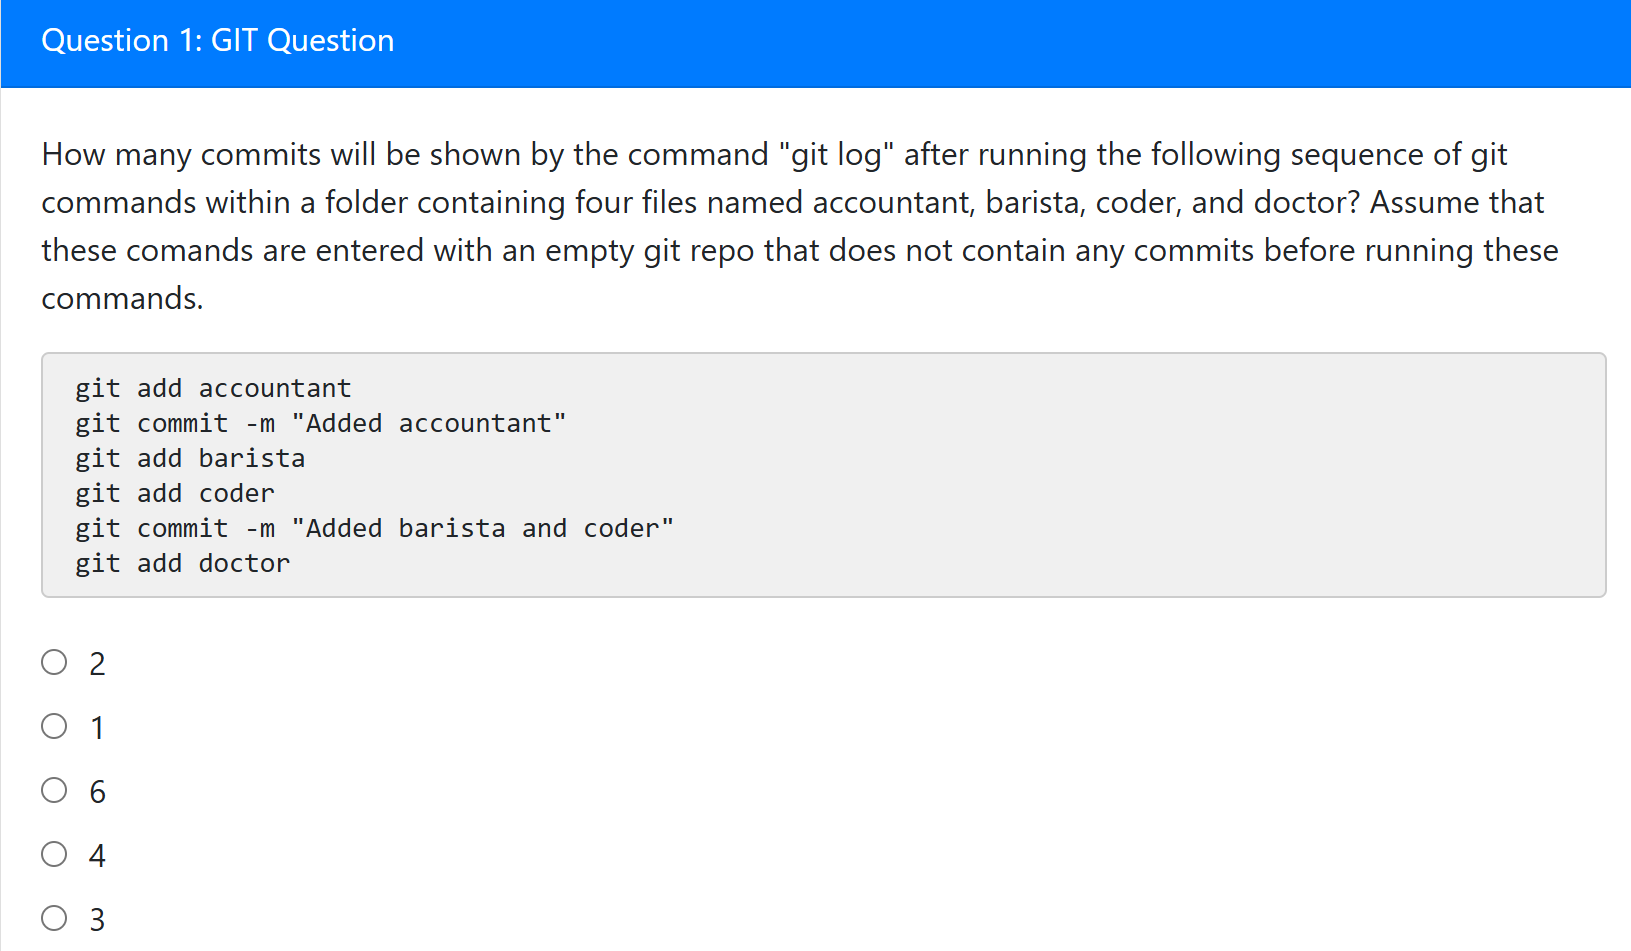 Question 1: GIT Question
How many commits will be shown by the command "git log" after running the following sequence of git
commands within a folder containing four files named accountant, barista, coder, and doctor? Assume that
these comands are entered with an empty git repo that does not contain any commits before running these
commands.
git add accountant
git commit -m "Added accountant"
git add barista
git add coder
git commit -m "Added barista and coder"
git add doctor
2
1
6
4
3